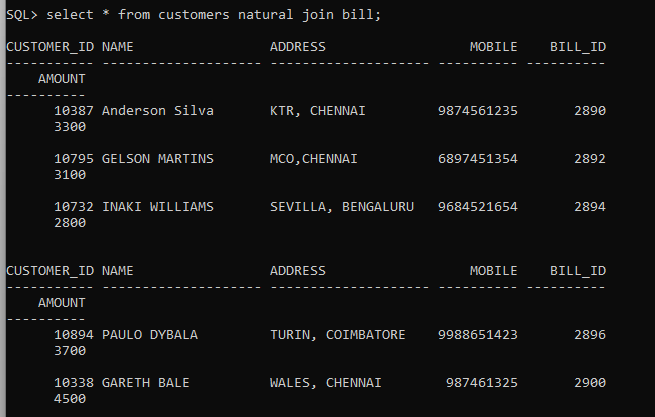 SQL> select * from customers natural join bill;
CUSTOMER_ID NAME                 ADDRESS                  MOBILE    BILL_ID
----------- -------------------- -------------------- ---------- ----------
    AMOUNT
----------
      10387 Anderson Silva       KTR, CHENNAI         9874561235       2890
      3300
      10795 GELSON MARTINS       MCO,CHENNAI          6897451354       2892
      3100
      10732 INAKI WILLIAMS       SEVILLA, BENGALURU   9684521654       2894
      2800
CUSTOMER_ID NAME                 ADDRESS                  MOBILE    BILL_ID
----------- -------------------- -------------------- ---------- ----------
    AMOUNT
----------
      10894 PAULO DYBALA         TURIN, COIMBATORE    9988651423       2896
      3700
      10338 GARETH BALE          WALES, CHENNAI        987461325       2900
      4500